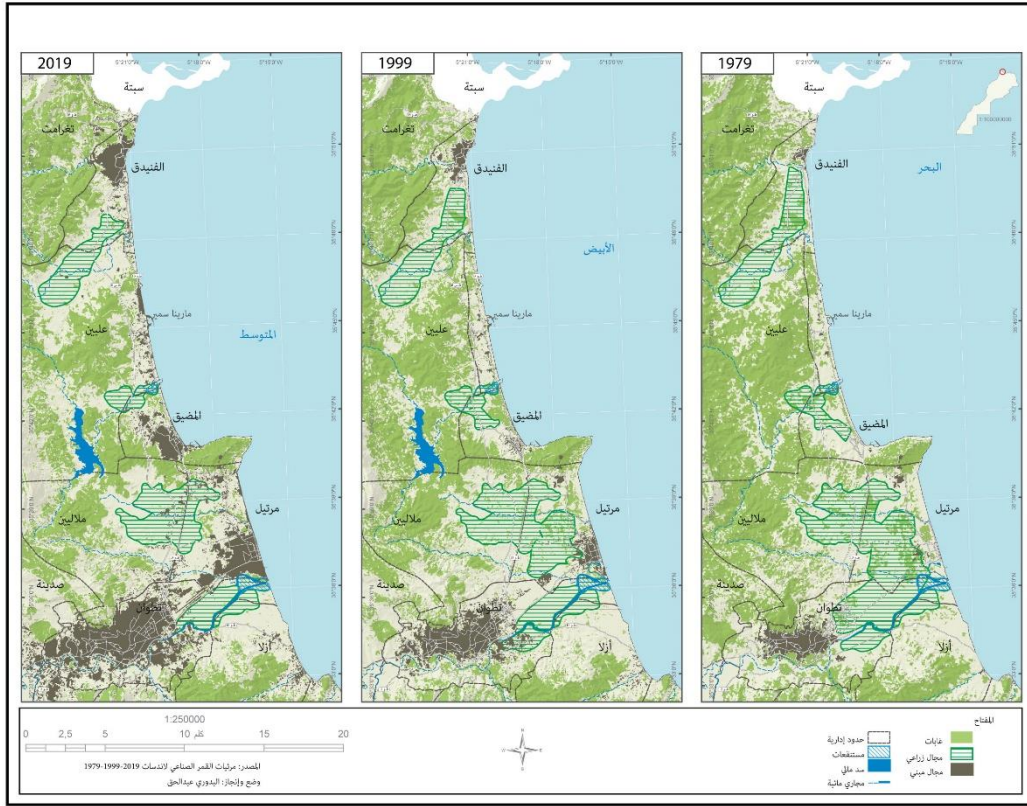 2019
سبتة
تغرامت
الفنيدق
عليين
مارينا سمير
المتوسط
المضيق
ملاليين
مرتيل
صدينة
تطوان
أزلا
1999
سبتة
تغرامت
الفنيدق
الأبيض
عليين
مارينا سمير
المضيق
ملاليين
مرتيل
صدينة
تطوان
أزلا
1979
سبتة
تغرامت
الفنيدق
البحر
عليين
مارينا سمير
المضيق
ملاليين
مرتيل
صدينة
تطوان
أزلا
المفتاح
غابات
مجال زراعي
مجال مبني
حدود إدارية
مستنقعات
سد مائي
مجاري مائية
N
1:250000
0 2,5 5 10 كلم 15 20
المصدر: مرئيات القمر الصناعي لاندسات 2019-1999-1979
وضع وإنجاز: البدوري عبدالحق